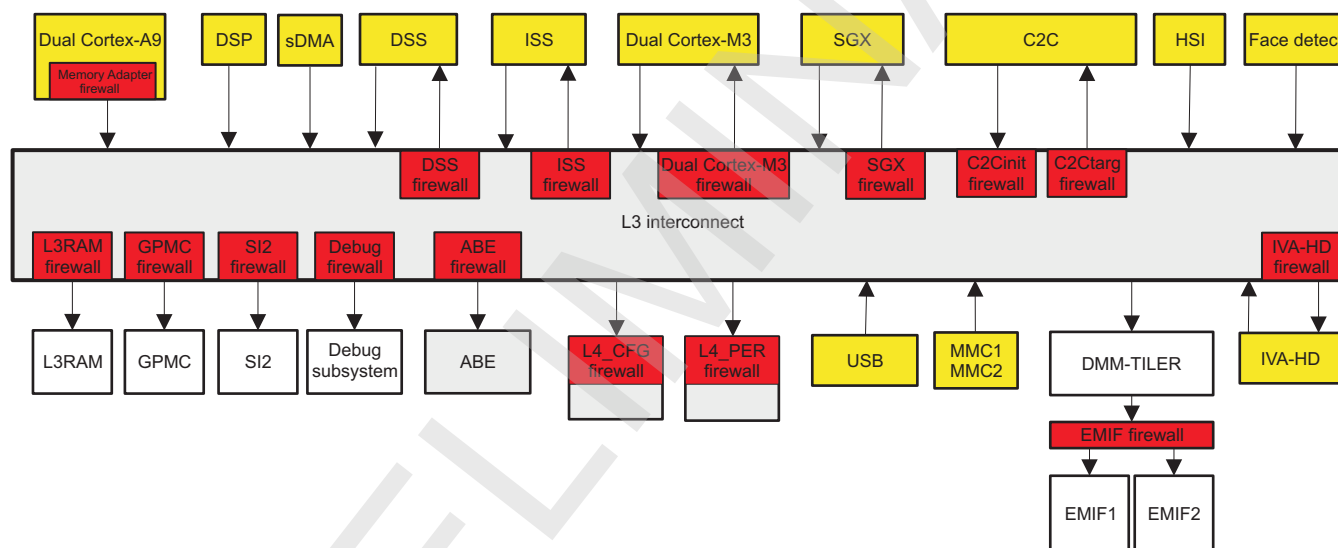 Dual Cortex-A9
Memory Adapter
firewall
DSP
sDMA
DSS
ISS
Dual Cortex-M3
SGX
C2C
HSI
Face detect
DSS
firewall
ISS
firewall
Dual Cortex-M3
firewall
SGX
firewall
C2Cinit
firewall
C2Ctarg
firewall
L3 interconnect
L3RAM
firewall
GPMC
firewall
SI2
firewall
Debug
firewall
ABE
firewall
IVA-HD
firewall
L3RAM
GPMC
SI2
Debug
subsystem
ABE
L4_CFG
firewall
L4_PER
firewall
USB
MMC1
MMC2
DMM-TILER
IVA-HD
EMIF firewall
EMIF1
EMIF2